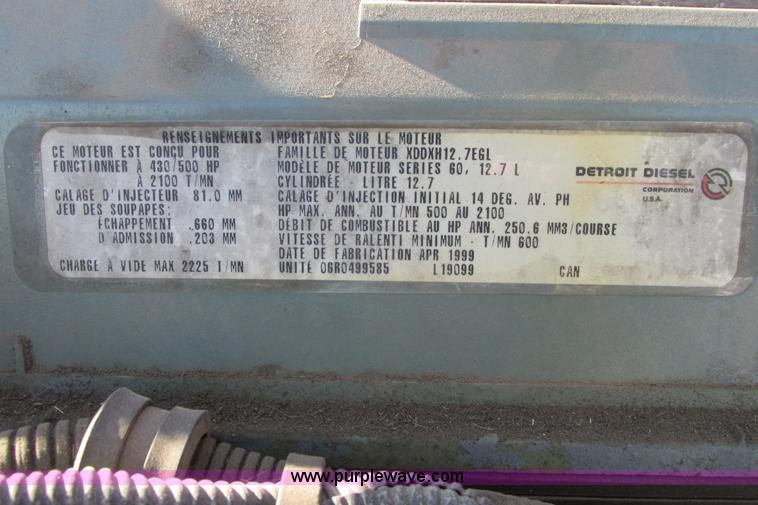 RENSEIGNEMENTS IMPORTANTS SUR LE MOTEUR
CE MOTEUR EST CONÇU POUR
FONCTIONNER À 430/500 HP
À 2100 T/MN
CALAGE D'INJECTEUR 81.0 MM
JEU DES SOUPAPES:
ÉCHAPPEMENT .660 MM
D'ADMISSION .203 MM
CHARGE À VIDE MAX 2225 T/MN
FAMILLE DE MOTEUR XDDXH12.7EGL
MODÈLE DE MOTEUR SERIES 60, 12.7 L
CYLINDRÉE - LITRE 12.7
CALAGE D'INJECTION INITIAL 14 DEG. AV. PH
HP MAX. ANN. AU T/MN 500 AU 2100
DÉBIT DE COMBUSTIBLE AU HP ANN. 250.6 MM3/COURSE
VITESSE DE RALENTI MINIMUM - T/MN 600
DATE DE FABRICATION APR 1999
UNITÉ 06R0499585 L19099 CAN
DETROIT DIESEL
CORPORATION
U.S.A.
www.purplewave.com